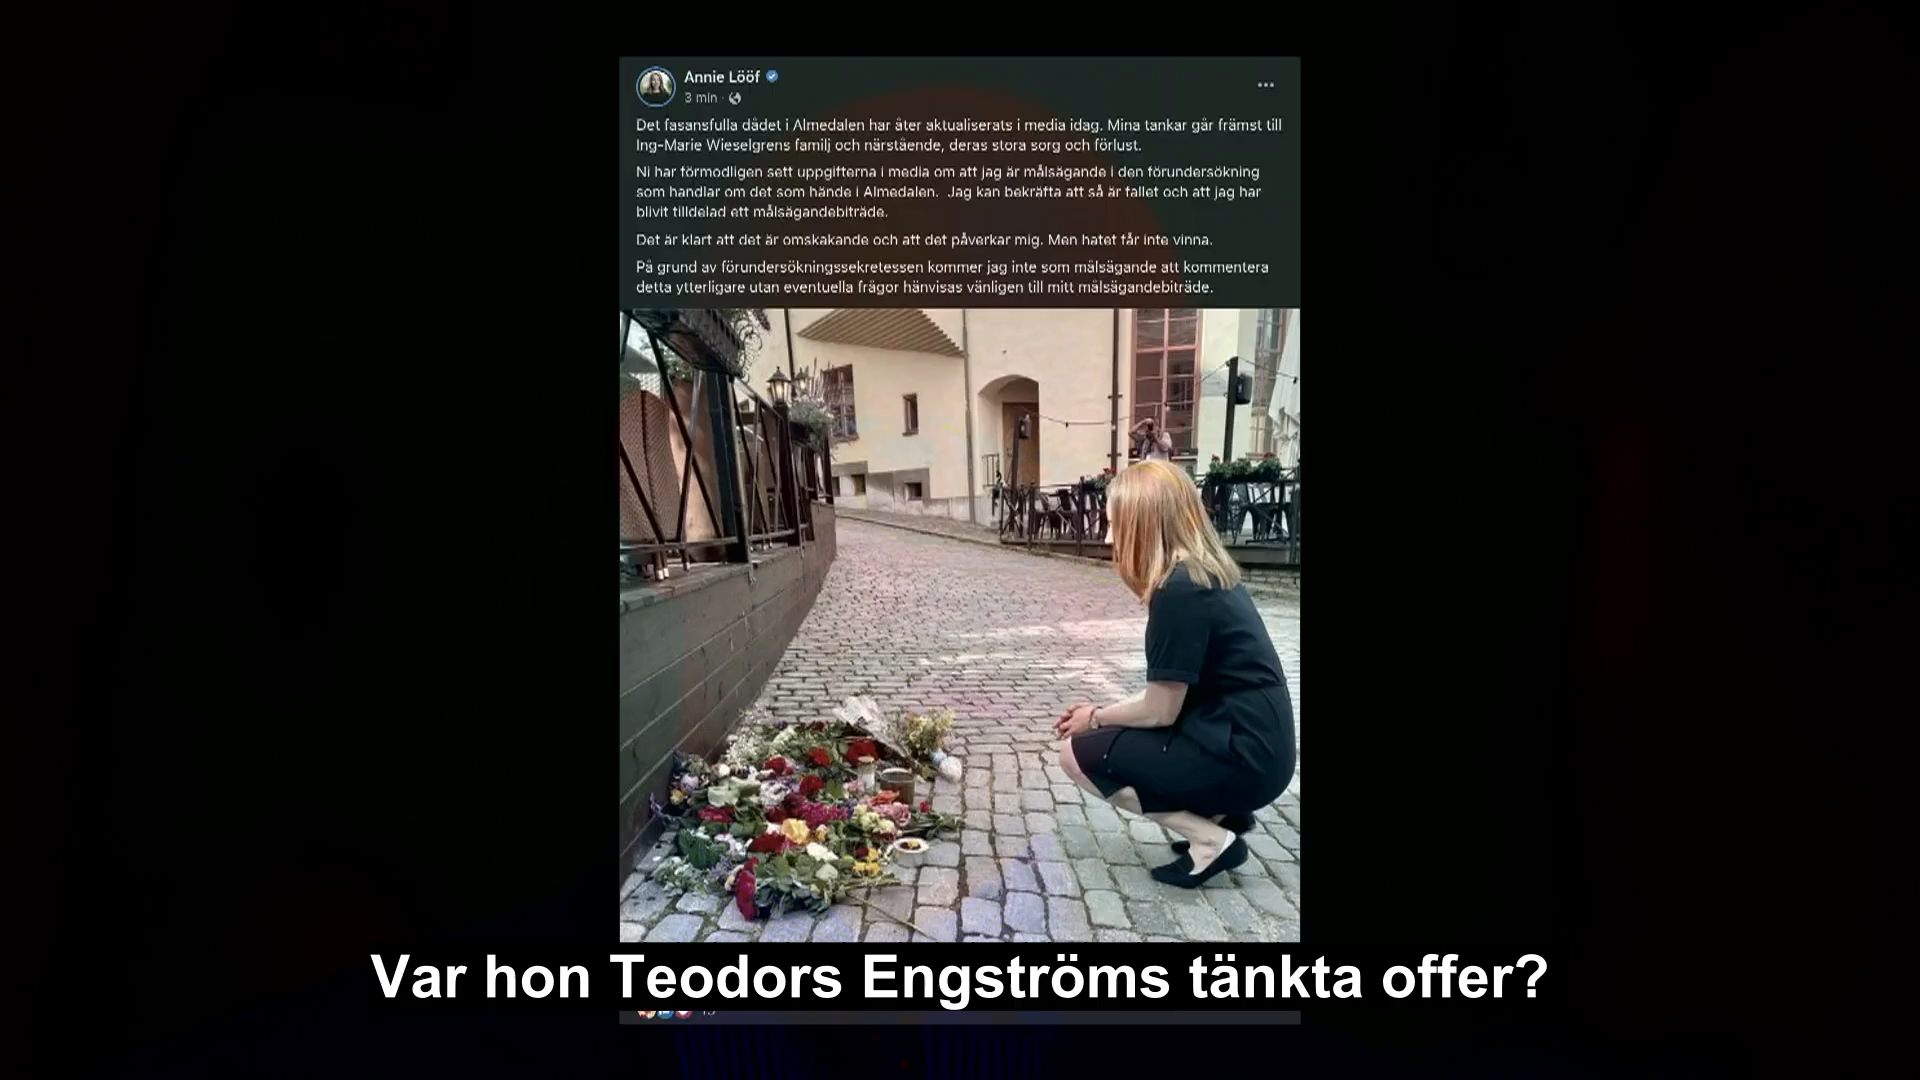 Annie Lööf
3 min ·
Det fasansfulla dådet i Almedalen har åter aktualiserats i media idag. Mina tankar går främst till
Ing-Marie Wieselgrens familj och närstående, deras stora sorg och förlust.
Ni har förmodligen sett uppgifterna i media om att jag är målsägande i den förundersökning
som handlar om det som hände i Almedalen. Jag kan bekräfta att så är fallet och att jag har
blivit tilldelad ett målsägandebiträde.
Det är klart att det är omskakande och att det påverkar mig. Men hatet får inte vinna.
På grund av förundersökningssekretessen kommer jag inte som målsägande att kommentera
detta ytterligare utan eventuella frågor hänvisas vänligen till mitt målsägandebiträde.
Var hon Teodors Engströms tänkta offer?